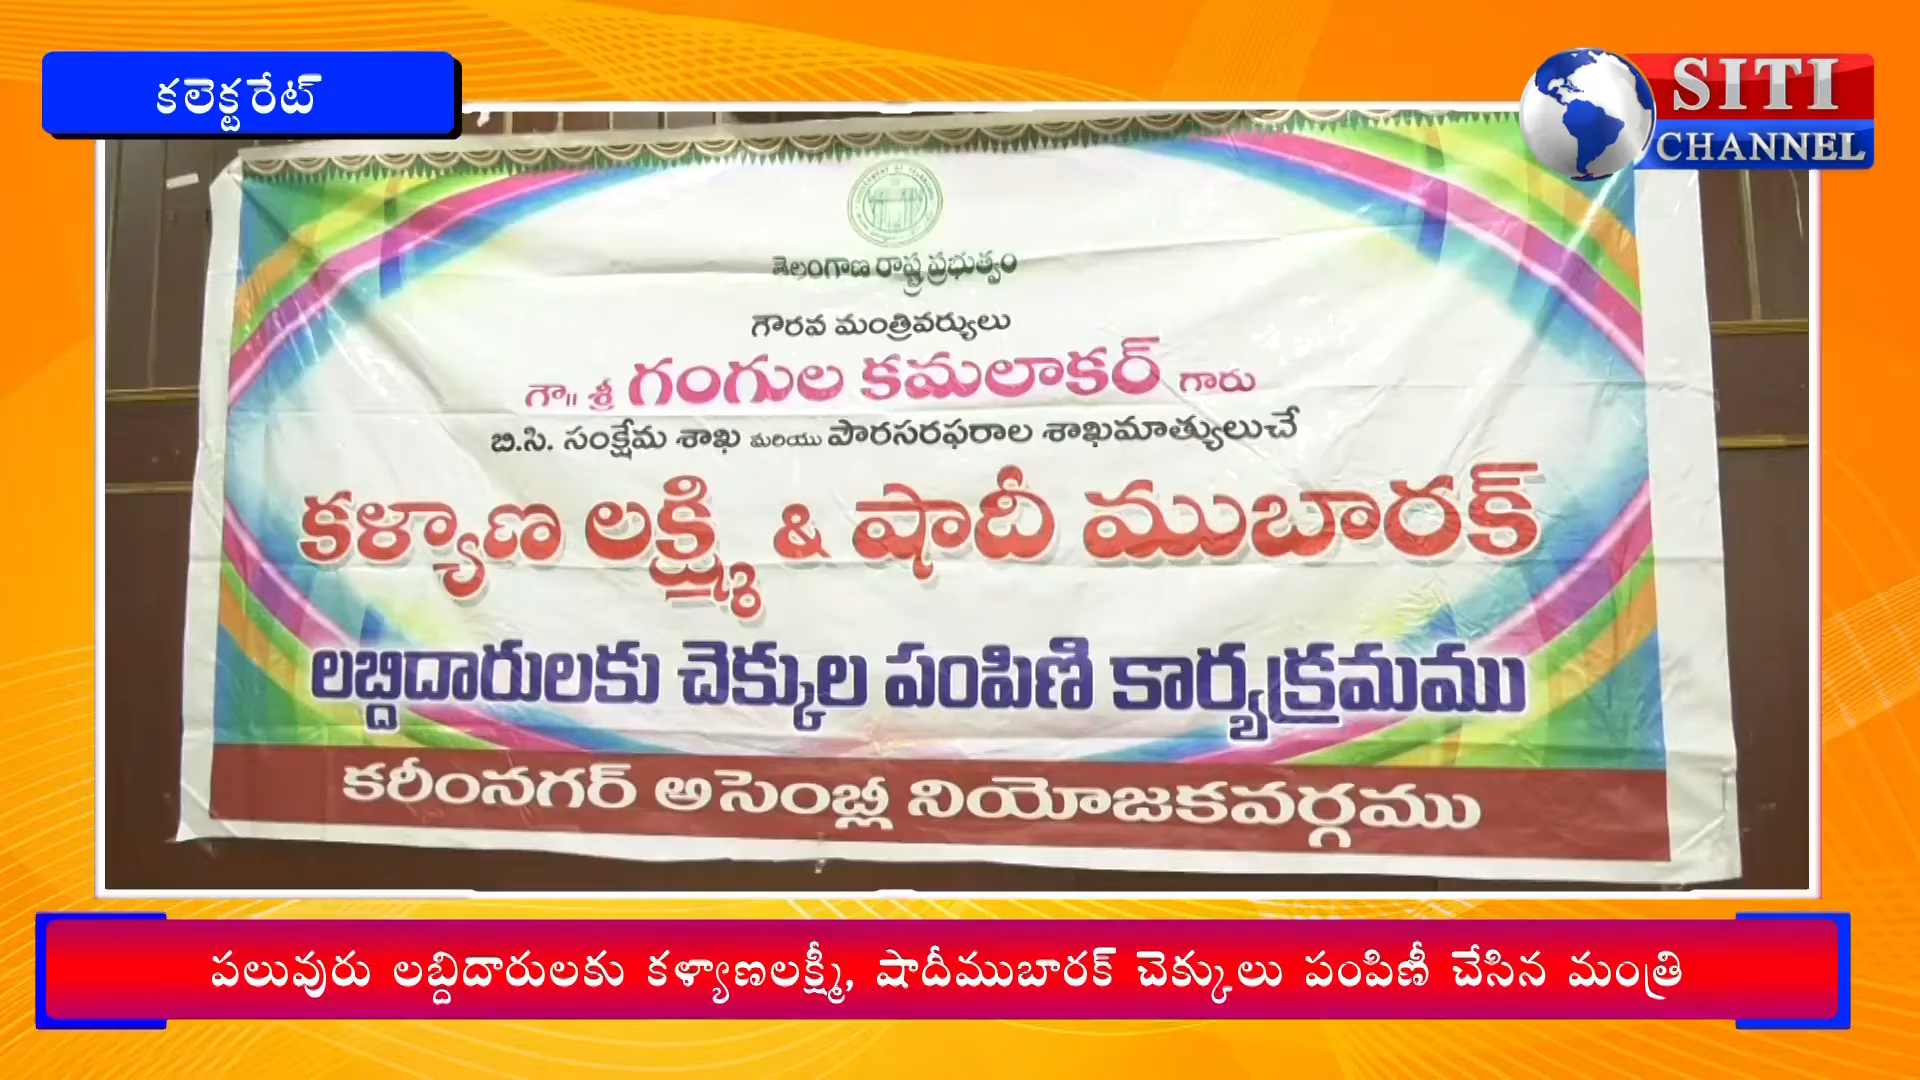 కలెక్టరేట్
SITI
CHANNEL
తెలంగాణ రాష్ట్ర ప్రభుత్వం
గౌరవ మంత్రివర్యులు
గౌ౹౹ శ్రీ గంగుల కమలాకర్ గారు
బి.సి. సంక్షేమ శాఖ మరియు పౌరసరఫరాల శాఖమాత్యులుచే
కళ్యాణ లక్ష్మి & షాదీ ముబారక్
లబ్దిదారులకు చెక్కుల పంపిణి కార్యక్రమము
కరీంనగర్ అసెంబ్లీ నియోజకవర్గము
పలువురు లబ్దిదారులకు కళ్యాణలక్ష్మీ, షాదీముబారక్ చెక్కులు పంపిణీ చేసిన మంత్రి